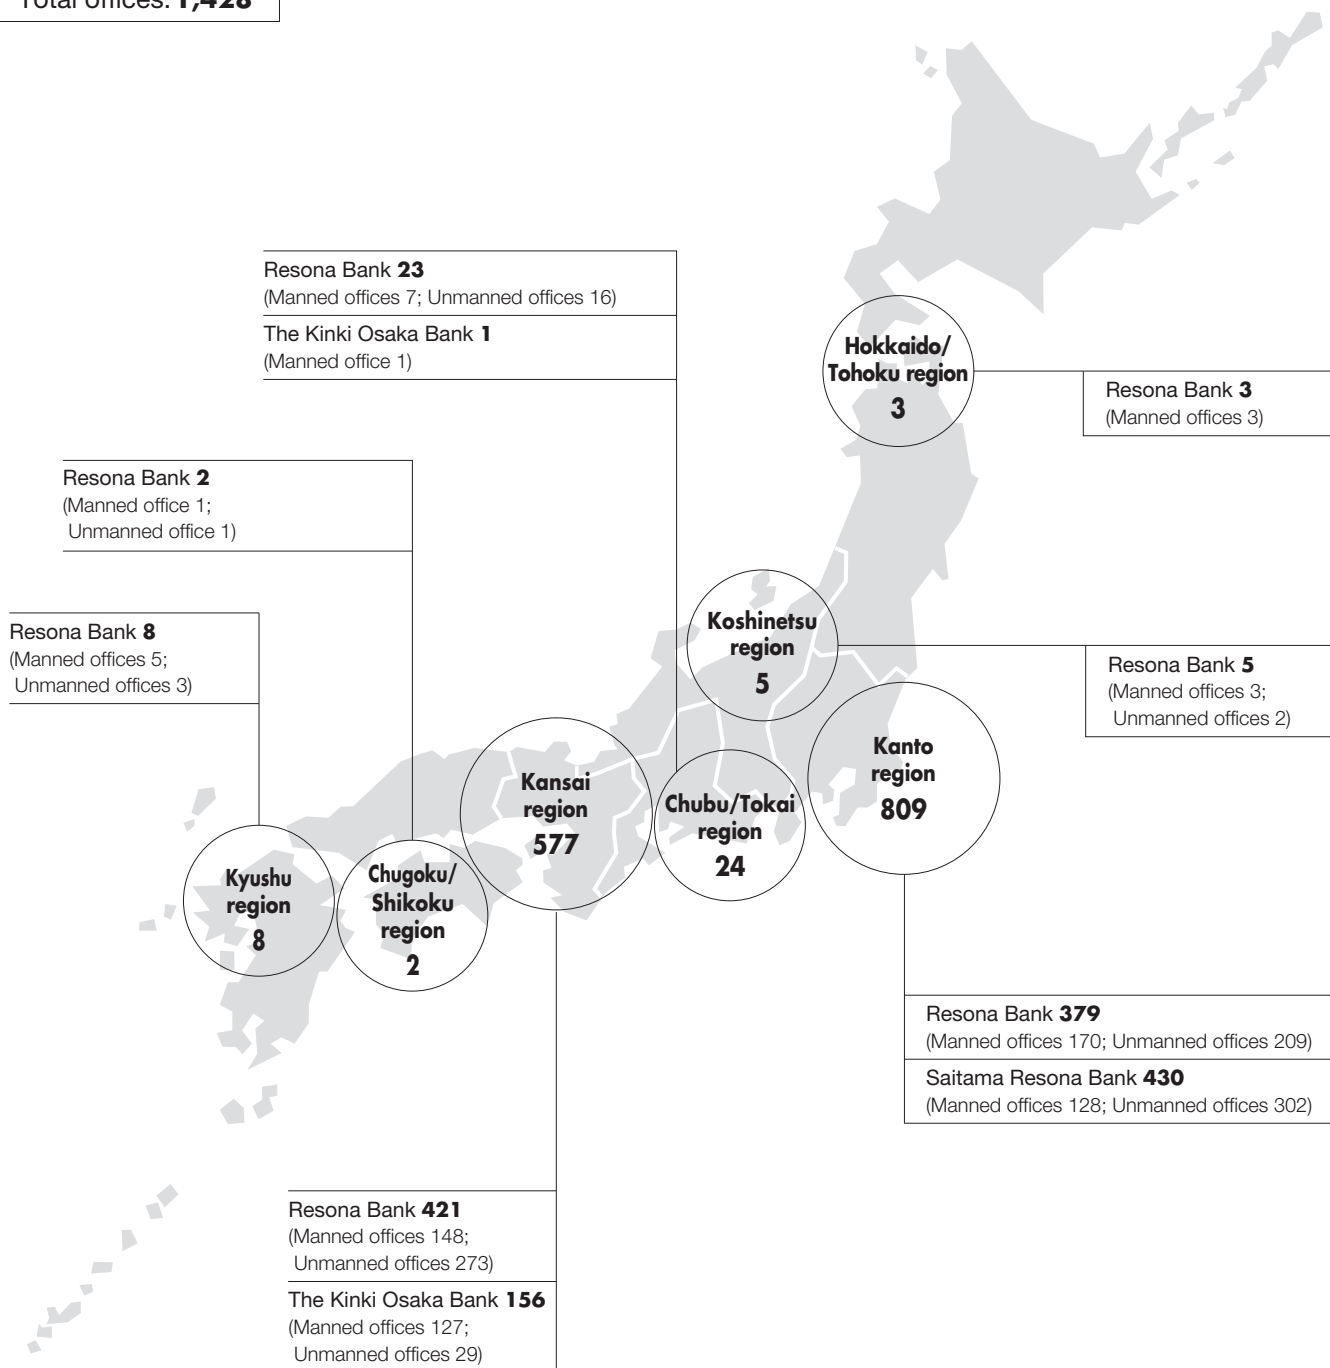 Total offices: 1,428
Resona Bank 23
(Manned offices 7; Unmanned offices 16)
The Kinki Osaka Bank 1
(Manned office 1)
Hokkaido/
Tohoku region
3
Resona Bank 3
(Manned offices 3)
Resona Bank 2
(Manned office 1;
Unmanned office 1)
Resona Bank 8
(Manned offices 5;
Unmanned offices 3)
Koshinetsu
region
5
Resona Bank 5
(Manned offices 3;
Unmanned offices 2)
Kanto
region
809
Kansai
region
577
Chubu/Tokai
region
24
Kyushu
region
8
Chugoku/
Shikoku
region
2
Resona Bank 379
(Manned offices 170; Unmanned offices 209)
Saitama Resona Bank 430
(Manned offices 128; Unmanned offices 302)
Resona Bank 421
(Manned offices 148;
Unmanned offices 273)
The Kinki Osaka Bank 156
(Manned offices 127;
Unmanned offices 29)